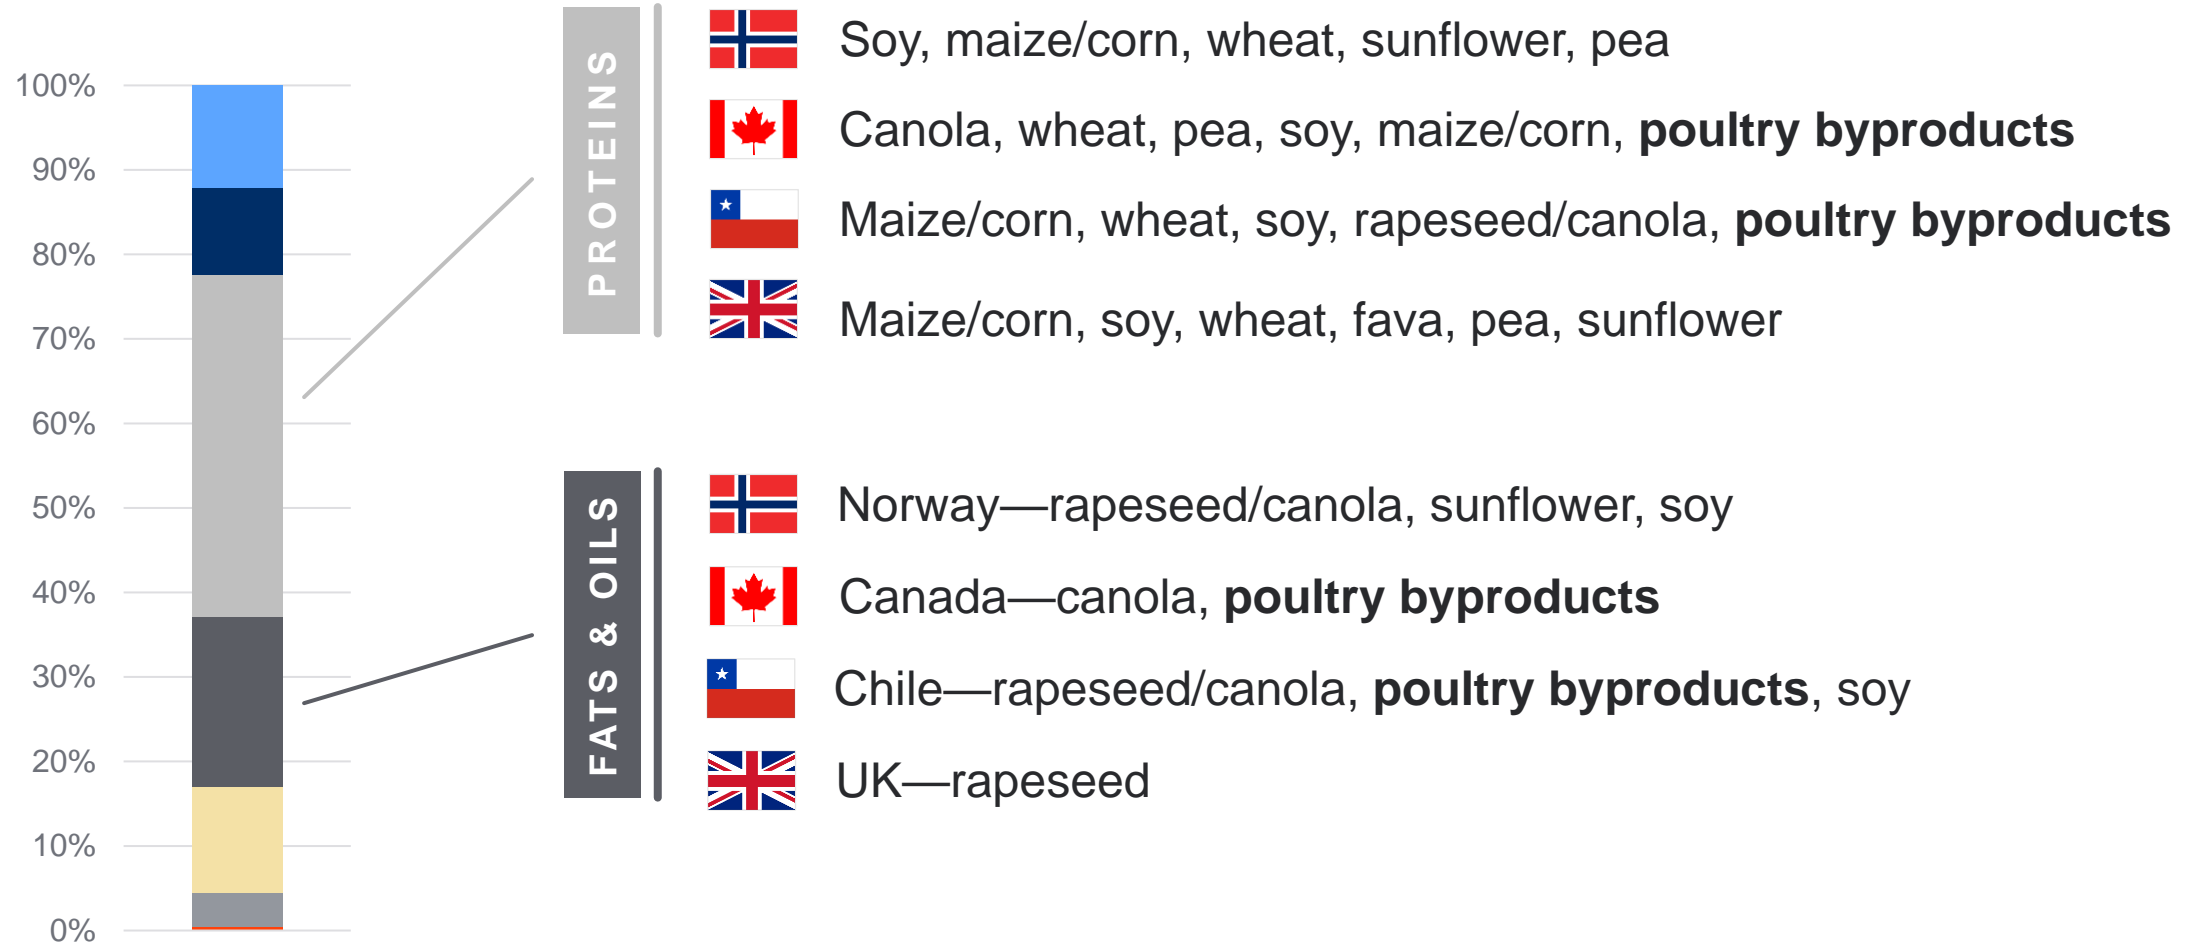 100%
90%
80%
70%
60%
50%
40%
30%
20%
10%
0%
PROTEINS
Soy, maize/corn, wheat, sunflower, pea
Canola, wheat, pea, soy, maize/corn, poultry byproducts
Maize/corn, wheat, soy, rapeseed/canola, poultry byproducts
Maize/corn, soy, wheat, fava, pea, sunflower
FATS & OILS
Norway—rapeseed/canola, sunflower, soy
Canada—canola, poultry byproducts
Chile—rapeseed/canola, poultry byproducts, soy
UK—rapeseed